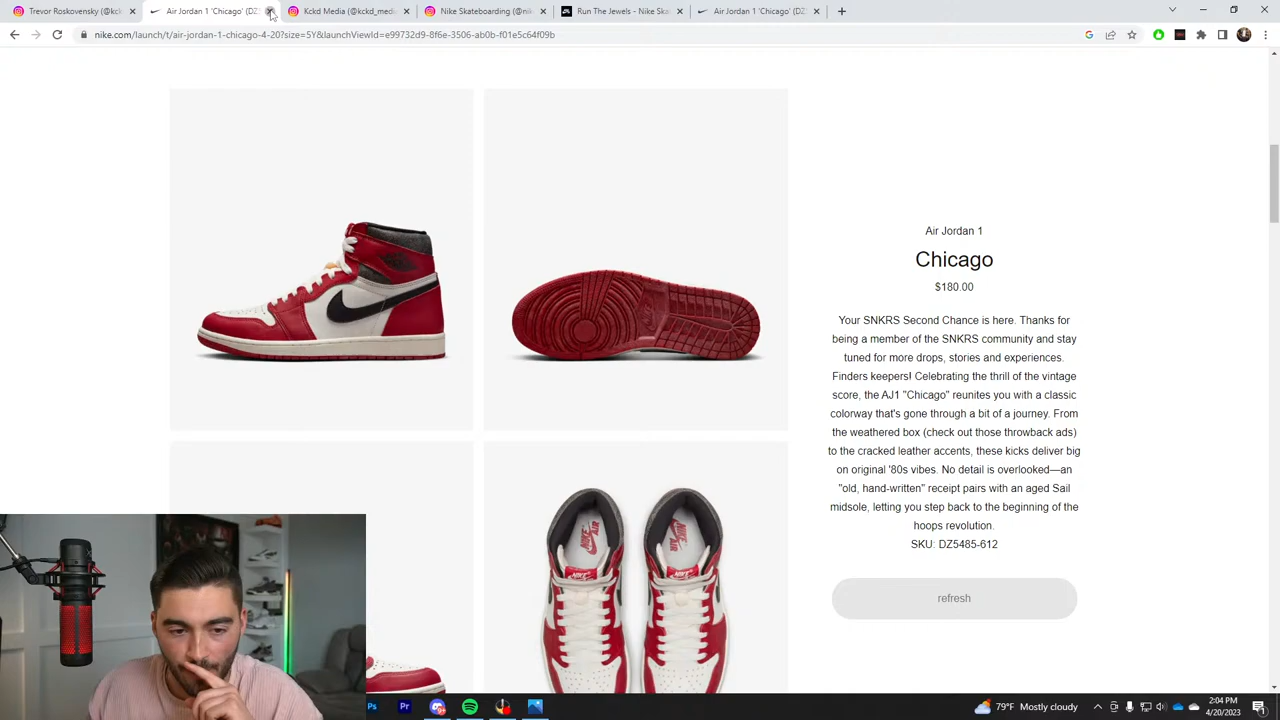 Trevor Roskovensky (@kck
Air Jordan 1 'Chicago' (DZ
Kckd Media (@kckd_medi
Nike Skateboarding (@nik
Run The Jewels - Nike Sk
Air Jordan 1 'Chicago' (DZ5
nike.com/launch/t/air-jordan-1-chicago-4-20?size=5Y&launchViewId=e99732d9-8f6e-3506-ab0b-f01e5c64f09b
Air Jordan 1
Chicago
$180.00
Your SNKRS Second Chance is here. Thanks for
being a member of the SNKRS community and stay
tuned for more drops, stories and experiences.
Finders keepers! Celebrating the thrill of the vintage
score, the AJ1 "Chicago" reunites you with a classic
colorway that's gone through a bit of a journey. From
the weathered box (check out those throwback ads)
to the cracked leather accents, these kicks deliver big
on original '80s vibes. No detail is overlooked—an
"old, hand-written" receipt pairs with an aged Sail
midsole, letting you step back to the beginning of the
hoops revolution.
SKU: DZ5485-612
refresh
Ps
Pr
79°F Mostly cloudy
2:04 PM
4/20/2023